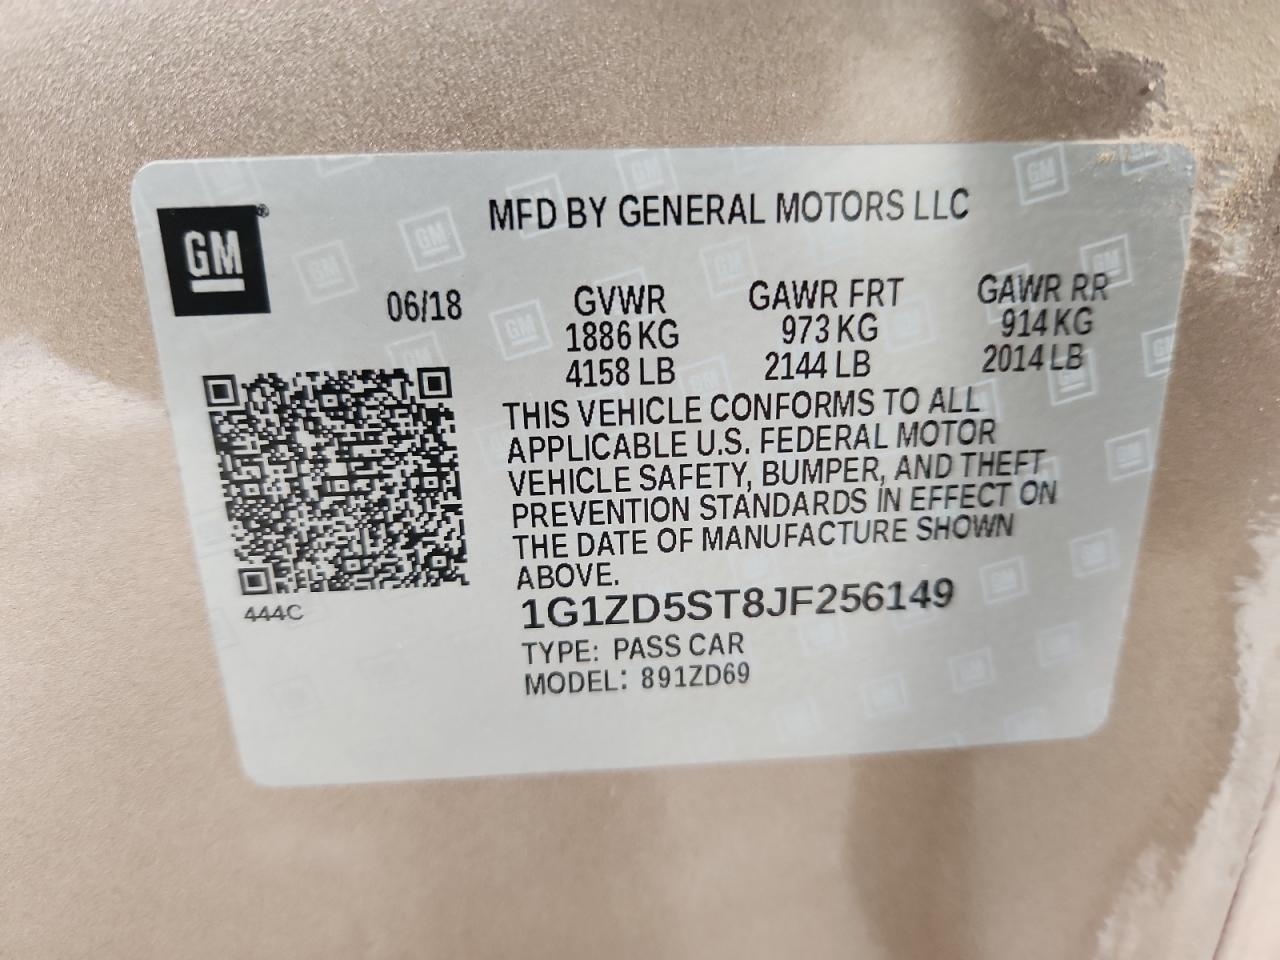 MFD BY GENERAL MOTORS LLC
GM
06/18
GVWR GAWR FRT GAWR RR
1886 KG 973 KG 914 KG
4158 LB 2144 LB 2014 LB
THIS VEHICLE CONFORMS TO ALL
APPLICABLE U.S. FEDERAL MOTOR
VEHICLE SAFETY, BUMPER, AND THEFT
PREVENTION STANDARDS IN EFFECT ON
THE DATE OF MANUFACTURE SHOWN
ABOVE.
444C
1G1ZD5ST8JF256149
TYPE: PASS CAR
MODEL: 891ZD69